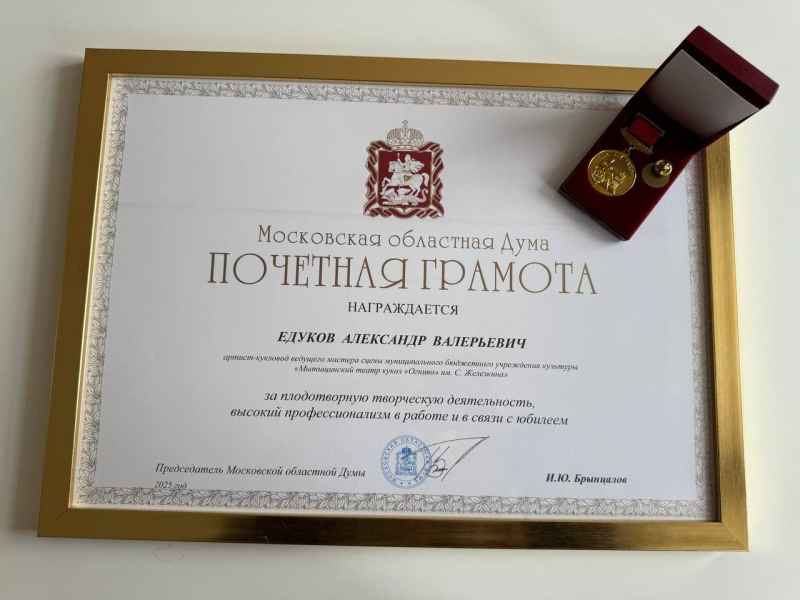 Московская областная Дума
ПОЧЕТНАЯ ГРАМОТА
НАГРАЖДАЕТСЯ
ЕДУКОВ АЛЕКСАНДР ВАЛЕРЬЕВИЧ
артист-кукловод ведущего мастера сцены муниципального бюджетного учреждения культуры
«Мытищинский театр кукол «Огниво» им. С. Железкина»
за плодотворную творческую деятельность,
высокий профессионализм в работе и в связи с юбилеем
Председатель Московской областной Думы
И.Ю. Брынцалов
2025 год